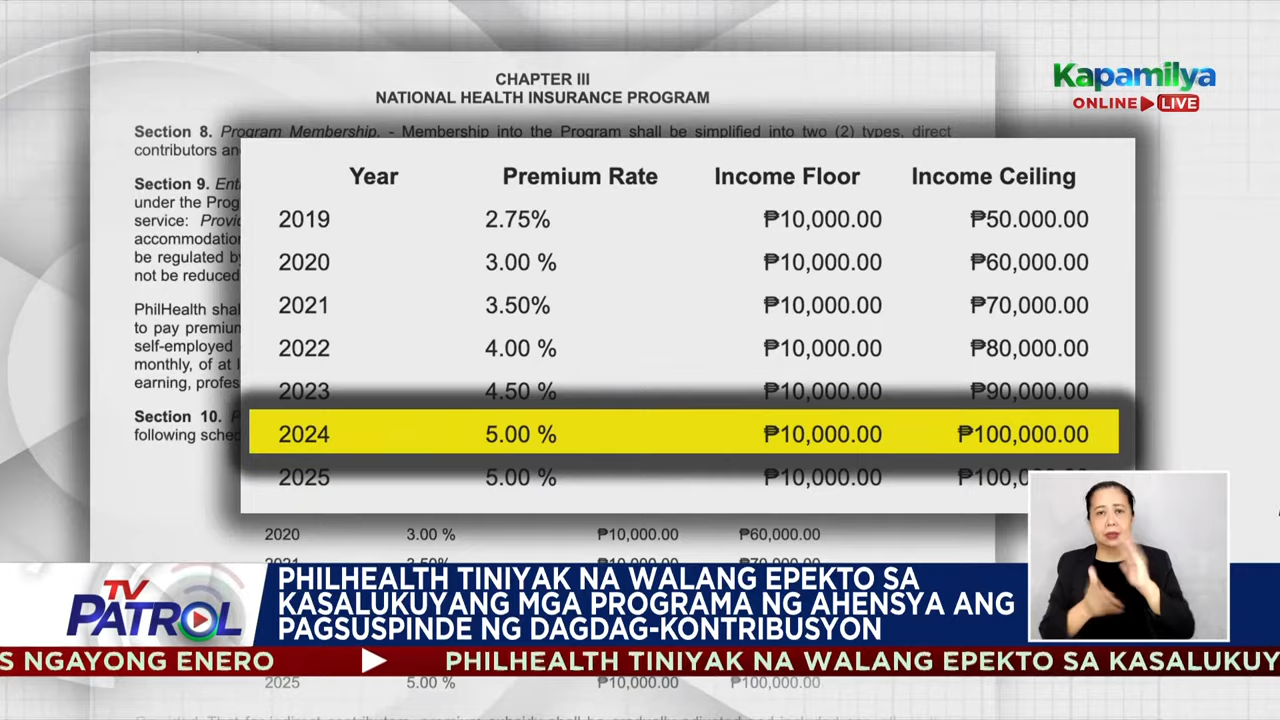 CHAPTER III
NATIONAL HEALTH INSURANCE PROGRAM
Kapamilya
ONLINE LIVE
Section 8. Program Membership. - Membership into the Program shall be simplified into two (2) types, direct
contributors
Section 9.
under the
service:
accommodation
be regulated
not be reduced
PhilHealth
to pay
self-employed
monthly, of at
earning,
Section 10.
following
Year Premium Rate Income Floor Income Ceiling
2019 2.75% ₱10,000.00 ₱50.000.00
2020 3.00 % ₱10,000.00 ₱60,000.00
2021 3.50% ₱10,000.00 ₱70,000.00
2022 4.00 % ₱10,000.00 ₱80,000.00
2023 4.50 % ₱10,000.00 ₱90,000.00
2024 5.00 % ₱10,000.00 ₱100,000.00
2025 5.00 % ₱10,000.00
2020 3.00 % ₱10,000.00 ₱60,000.00
TV PATROL
PHILHEALTH TINIYAK NA WALANG EPEKTO SA
KASALUKUYANG MGA PROGRAMA NG AHENSYA ANG
PAGSUSPINDE NG DAGDAG-KONTRIBUSYON
S NGAYONG ENERO PHILHEALTH TINIYAK NA WALANG EPEKTO SA KASALUKUY
2025 5.00 % ₱10,000.00 ₱100,000.00